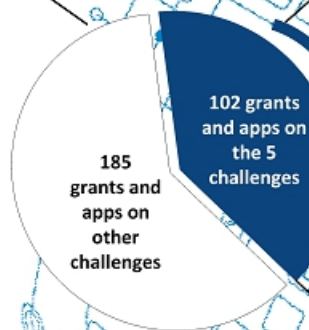 102 grants
and apps on
the 5
challenges
185
grants and
apps on
other
challenges